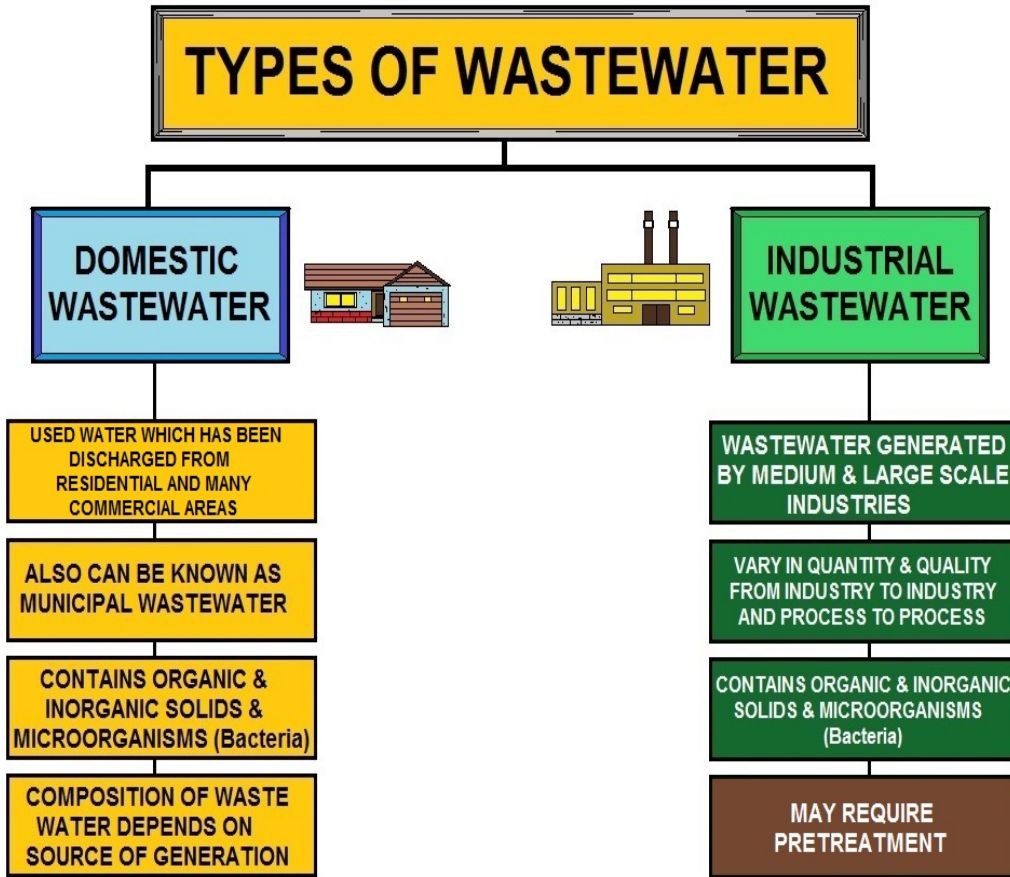 TYPES OF WASTEWATER
DOMESTIC
WASTEWATER
USED WATER WHICH HAS BEEN
DISCHARGED FROM
RESIDENTIAL AND MANY
COMMERCIAL AREAS
ALSO CAN BE KNOWN AS
MUNICIPAL WASTEWATER
CONTAINS ORGANIC &
INORGANIC SOLIDS &
MICROORGANISMS (Bacteria)
COMPOSITION OF WASTE
WATER DEPENDS ON
SOURCE OF GENERATION
INDUSTRIAL
WASTEWATER
WASTEWATER GENERATED
BY MEDIUM & LARGE SCALE
INDUSTRIES
VARY IN QUANTITY & QUALITY
FROM INDUSTRY TO INDUSTRY
AND PROCESS TO PROCESS
CONTAINS ORGANIC & INORGANIC
SOLIDS & MICROORGANISMS
(Bacteria)
MAY REQUIRE
PRETREATMENT